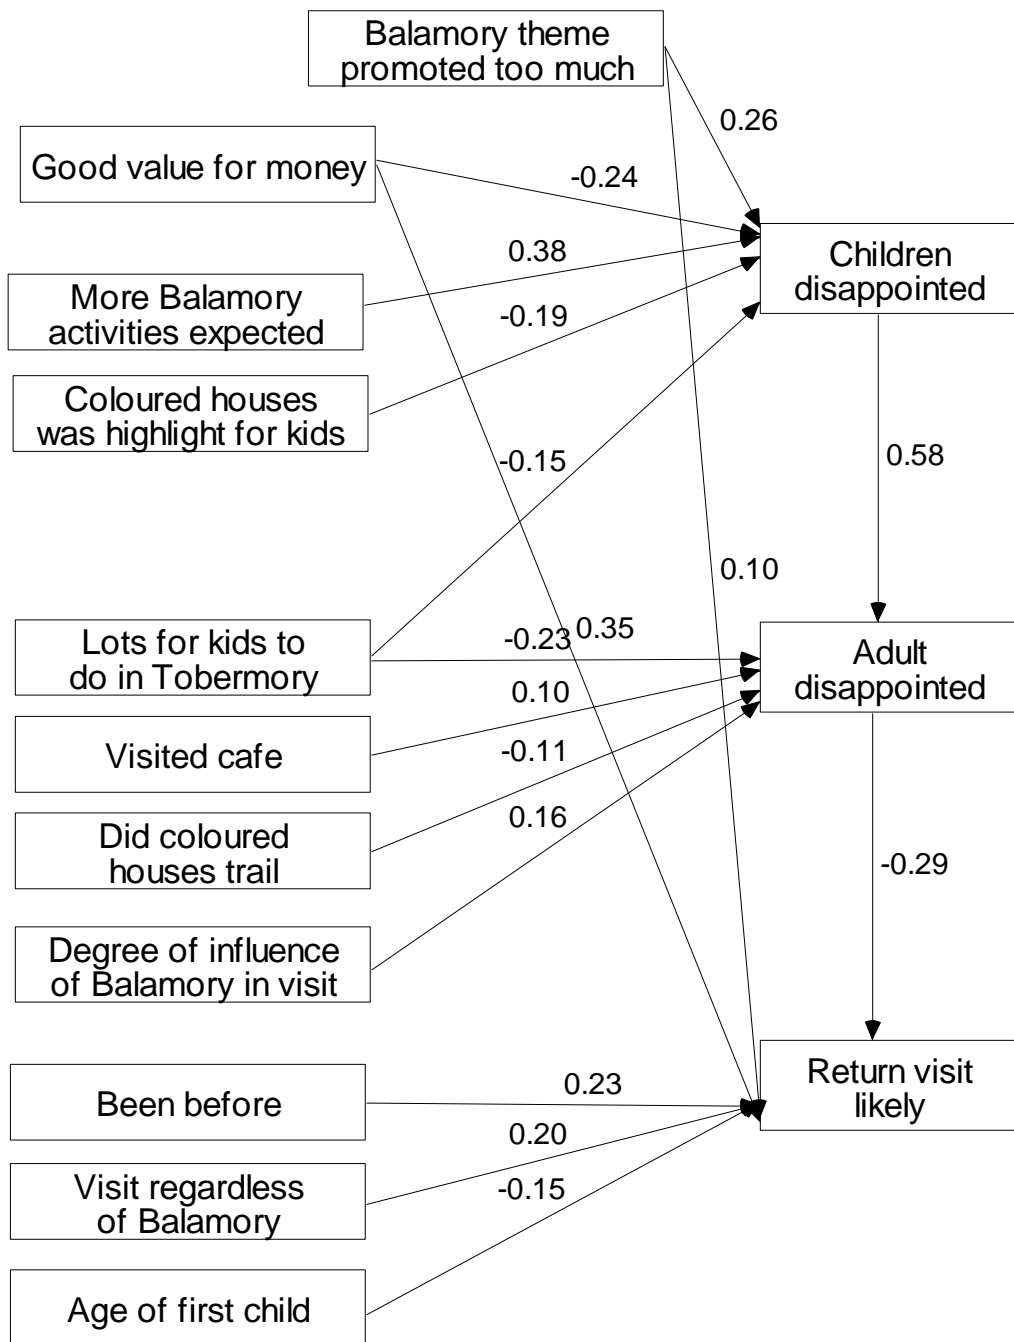 Balamory theme
promoted too much
0.26
Good value for money
-0.24
0.38
Children
disappointed
More Balamory
activities expected
-0.19
Coloured houses
was highlight for kids
-0.15
0.58
0.10
Lots for kids to
do in Tobermory
-0.23
0.35
Adult
disappointed
0.10
Visited cafe
-0.11
0.16
Did coloured
houses trail
-0.29
Degree of influence
of Balamory in visit
Been before
0.23
Return visit
likely
0.20
Visit regardless
of Balamory
-0.15
Age of first child